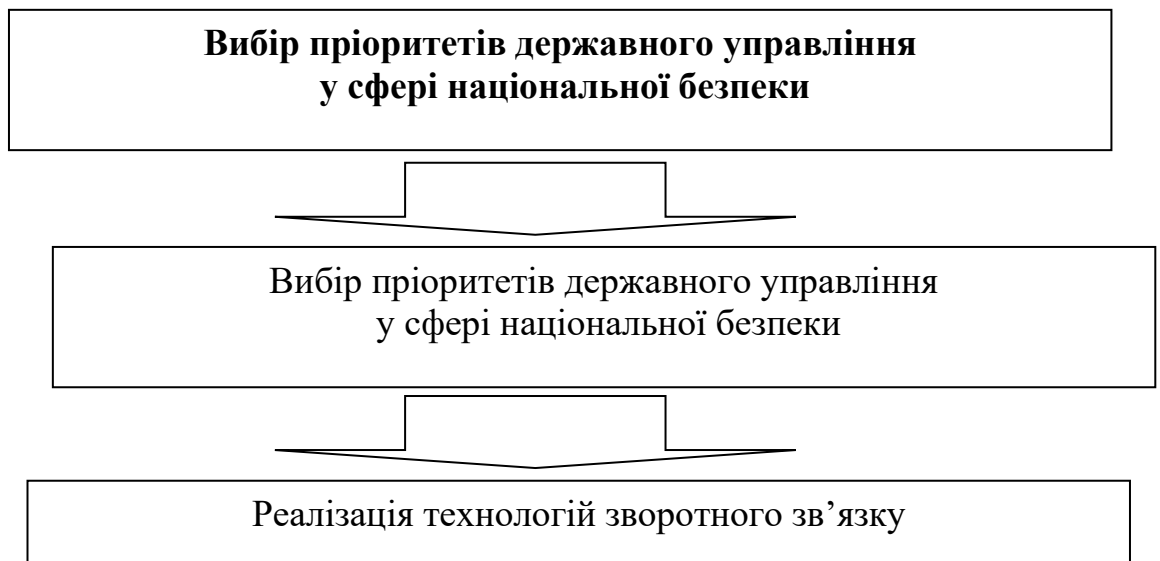 Вибір пріоритетів державного управління
у сфері національної безпеки
Вибір пріоритетів державного управління
у сфері національної безпеки
Реалізація технологій зворотного зв’язку